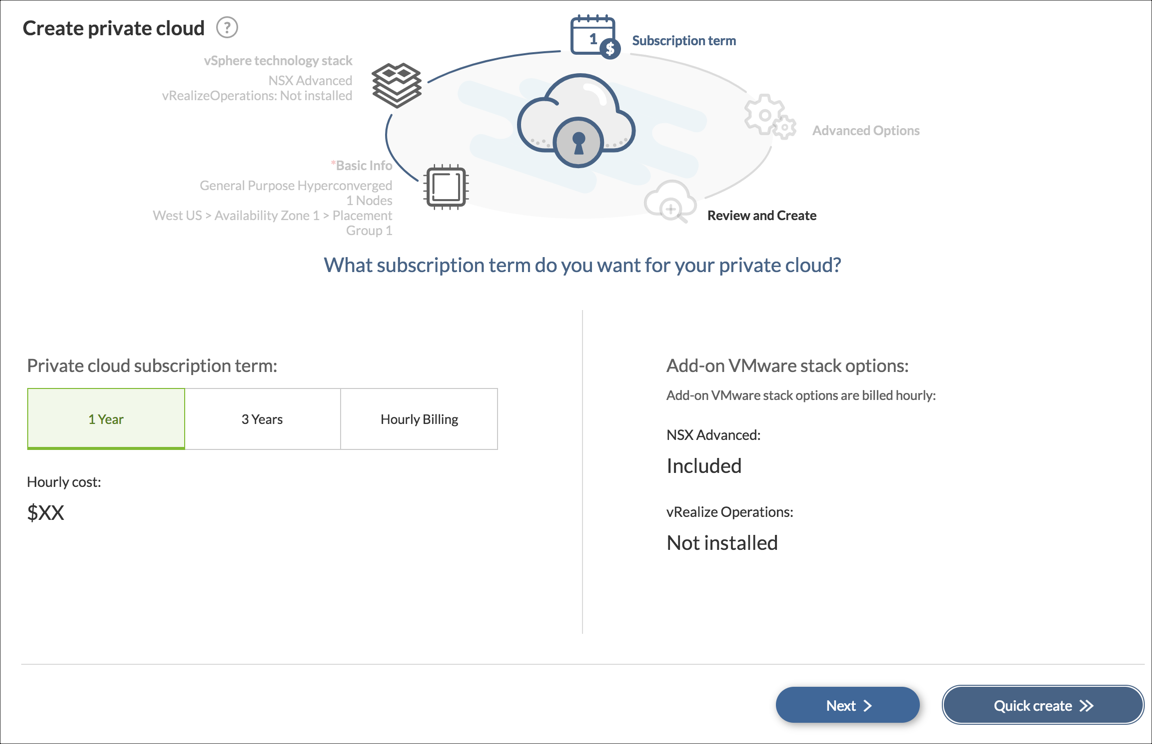 Create private cloud ?
1 $
Subscription term
vSphere technology stack
NSX Advanced
vRealizeOperations: Not installed
Advanced Options
*Basic Info
General Purpose Hyperconverged
1 Nodes
West US > Availability Zone 1 > Placement
Group 1
Review and Create
What subscription term do you want for your private cloud?
Private cloud subscription term:
1 Year
3 Years
Hourly Billing
Hourly cost:
$XX
Add-on VMware stack options:
Add-on VMware stack options are billed hourly:
NSX Advanced:
Included
vRealize Operations:
Not installed
Next
Quick create